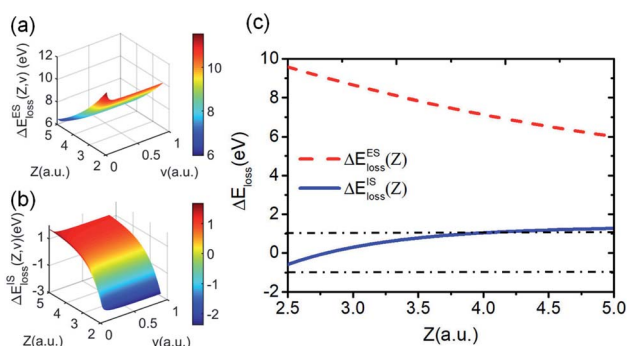 (a)
ΔE^ES_loss(Z,v) (eV)
12
10
8
6
5
4
3
2
0
0.5
1
Z(a.u.)
v(a.u.)
10
8
6
(b)
ΔE^IS_loss(Z,v)(eV)
1
-1
-3
5
4
3
2
0
0.5
1
Z(a.u.)
v(a.u.)
1
0
-1
-2
(c)
ΔE_loss(eV)
10
8
6
4
2
0
-2
ΔE^ES_loss(Z)
ΔE^IS_loss(Z)
2.5 3.0 3.5 4.0 4.5 5.0
Z(a.u.)